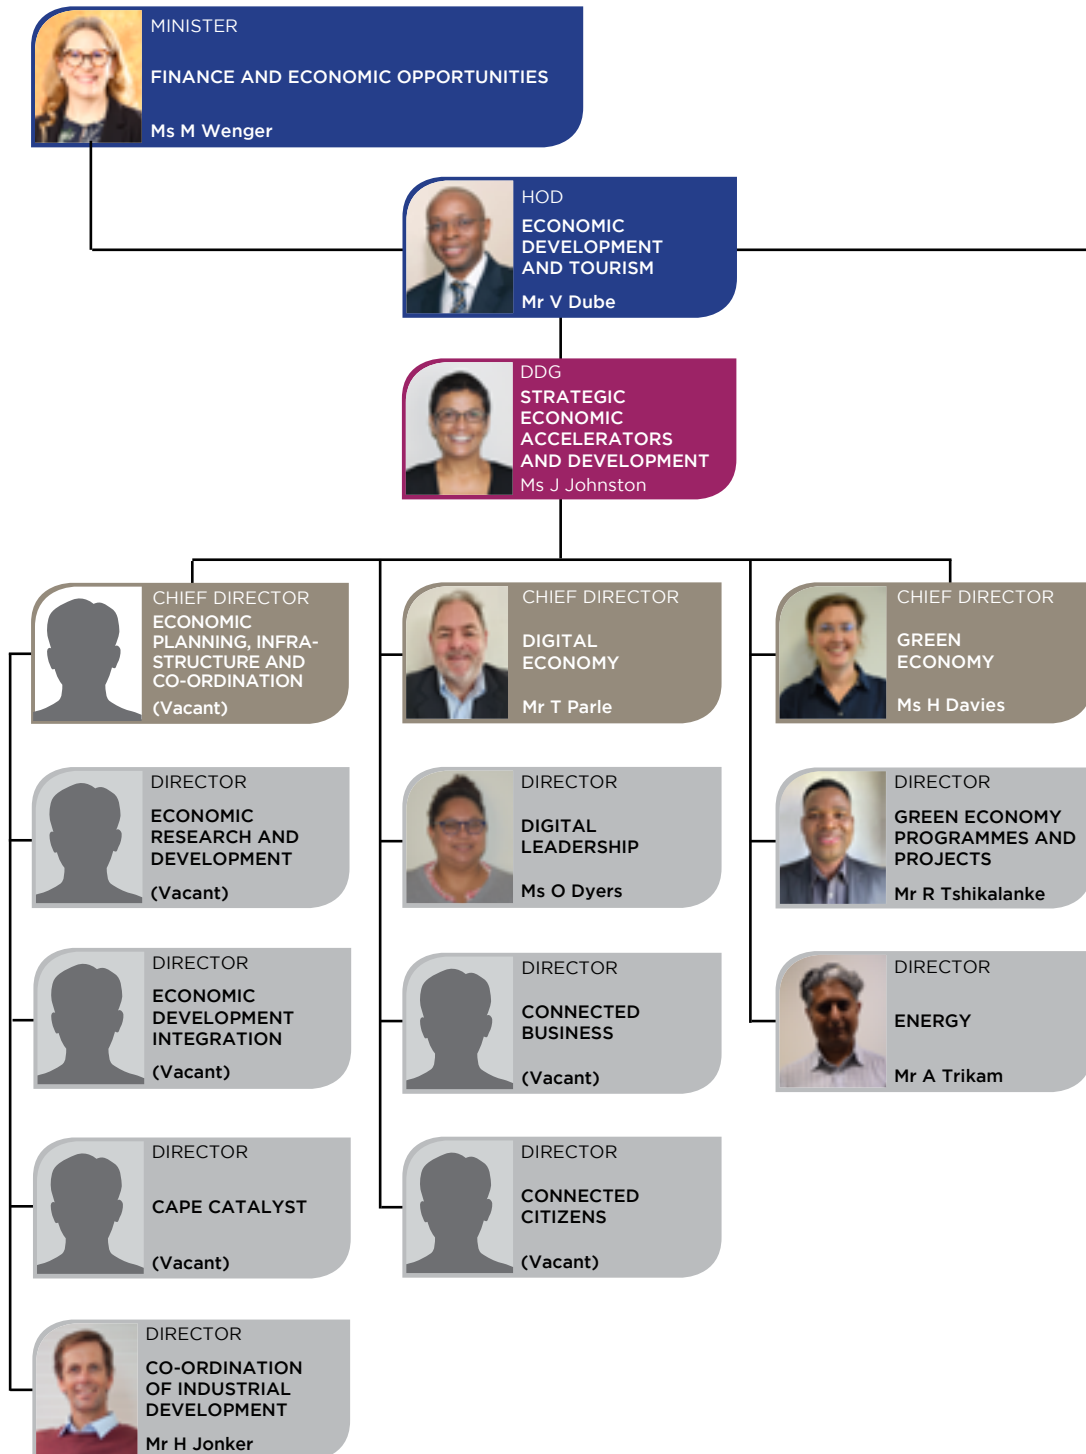 MINISTER
FINANCE AND ECONOMIC OPPORTUNITIES
Ms M Wenger
HOD
ECONOMIC
DEVELOPMENT
AND TOURISM
Mr V Dube
DDG
STRATEGIC
ECONOMIC
ACCELERATORS
AND DEVELOPMENT
Ms J Johnston
CHIEF DIRECTOR
ECONOMIC
PLANNING, INFRA-
STRUCTURE AND
CO-ORDINATION
(Vacant)
CHIEF DIRECTOR
DIGITAL
ECONOMY
Mr T Parle
CHIEF DIRECTOR
GREEN
ECONOMY
Ms H Davies
DIRECTOR
ECONOMIC
RESEARCH AND
DEVELOPMENT
(Vacant)
DIRECTOR
DIGITAL
LEADERSHIP
Ms O Dyers
DIRECTOR
GREEN ECONOMY
PROGRAMMES AND
PROJECTS
Mr R Tshikalanke
DIRECTOR
ECONOMIC
DEVELOPMENT
INTEGRATION
(Vacant)
DIRECTOR
CONNECTED
BUSINESS
(Vacant)
DIRECTOR
ENERGY
Mr A Trikam
DIRECTOR
CAPE CATALYST
(Vacant)
DIRECTOR
CONNECTED
CITIZENS
(Vacant)
DIRECTOR
CO-ORDINATION
OF INDUSTRIAL
DEVELOPMENT
Mr H Jonker